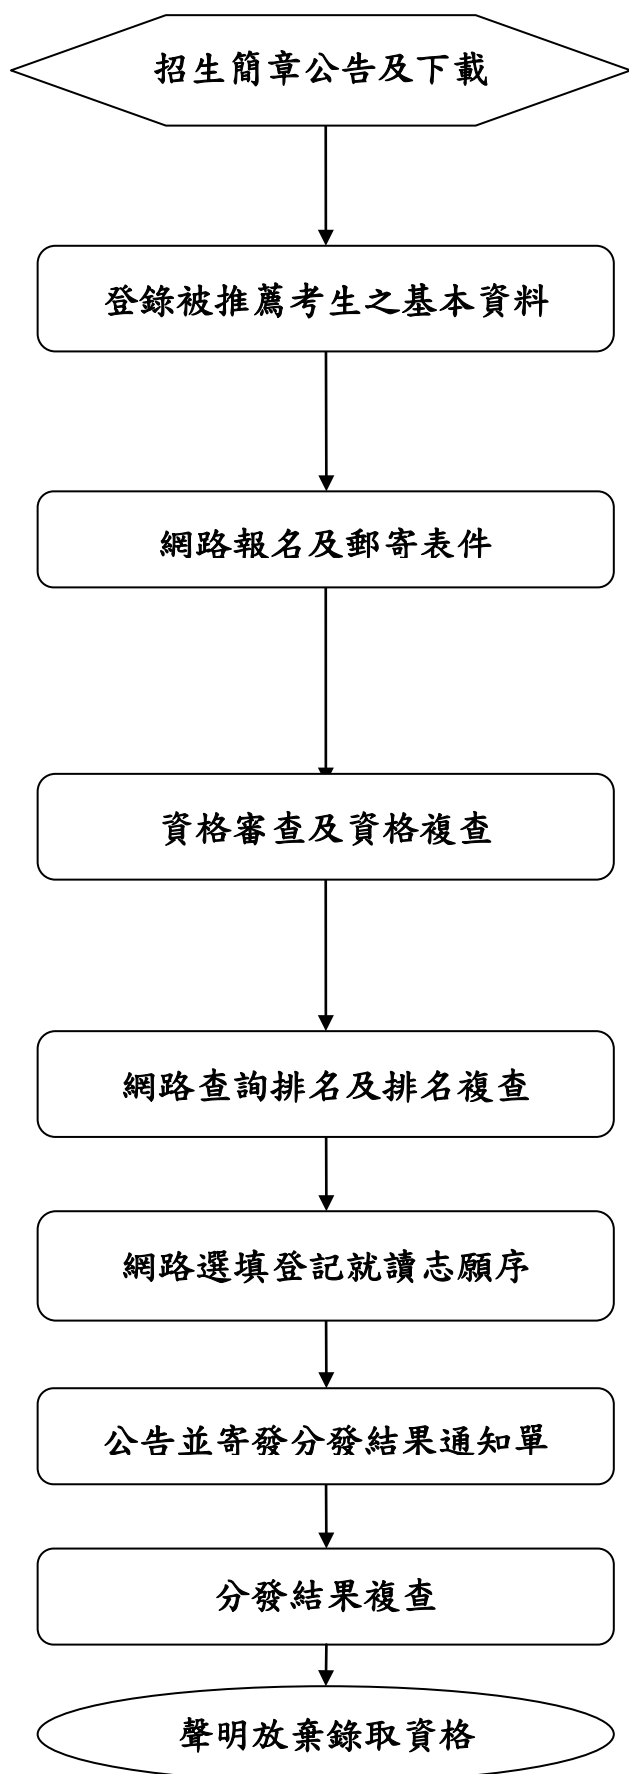 招生簡章公告及下載
登錄被推薦考生之基本資料
網路報名及郵寄表件
資格審查及資格複查
網路查詢排名及排名複查
網路選填登記就讀志願序
公告並寄發分發結果通知單
分發結果複查
聲明放棄錄取資格